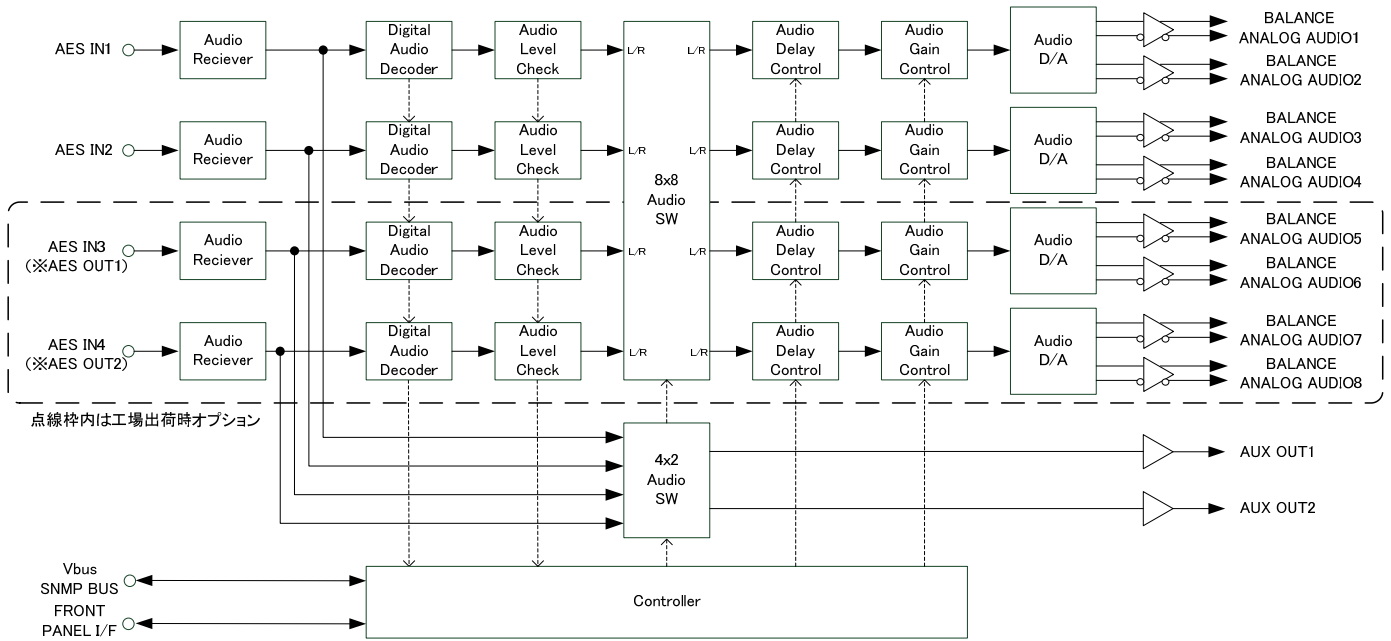 AES IN1
Audio
Reciever
Digital
Audio
Decoder
Audio
Level
Check
L/R
L/R
Audio
Delay
Control
Audio
Gain
Control
Audio
D/A
BALANCE
ANALOG AUDIO1
BALANCE
ANALOG AUDIO2
AES IN2
Audio
Reciever
Digital
Audio
Decoder
Audio
Level
Check
L/R
L/R
Audio
Delay
Control
Audio
Gain
Control
Audio
D/A
BALANCE
ANALOG AUDIO3
BALANCE
ANALOG AUDIO4
8x8
Audio
SW
AES IN3
(※AES OUT1)
Audio
Reciever
Digital
Audio
Decoder
Audio
Level
Check
L/R
L/R
Audio
Delay
Control
Audio
Gain
Control
Audio
D/A
BALANCE
ANALOG AUDIO5
BALANCE
ANALOG AUDIO6
AES IN4
(※AES OUT2)
Audio
Reciever
Digital
Audio
Decoder
Audio
Level
Check
L/R
L/R
Audio
Delay
Control
Audio
Gain
Control
Audio
D/A
BALANCE
ANALOG AUDIO7
BALANCE
ANALOG AUDIO8
点線枠内は工場出荷時オプション
4x2
Audio
SW
AUX OUT1
AUX OUT2
Vbus
SNMP BUS
FRONT
PANEL I/F
Controller